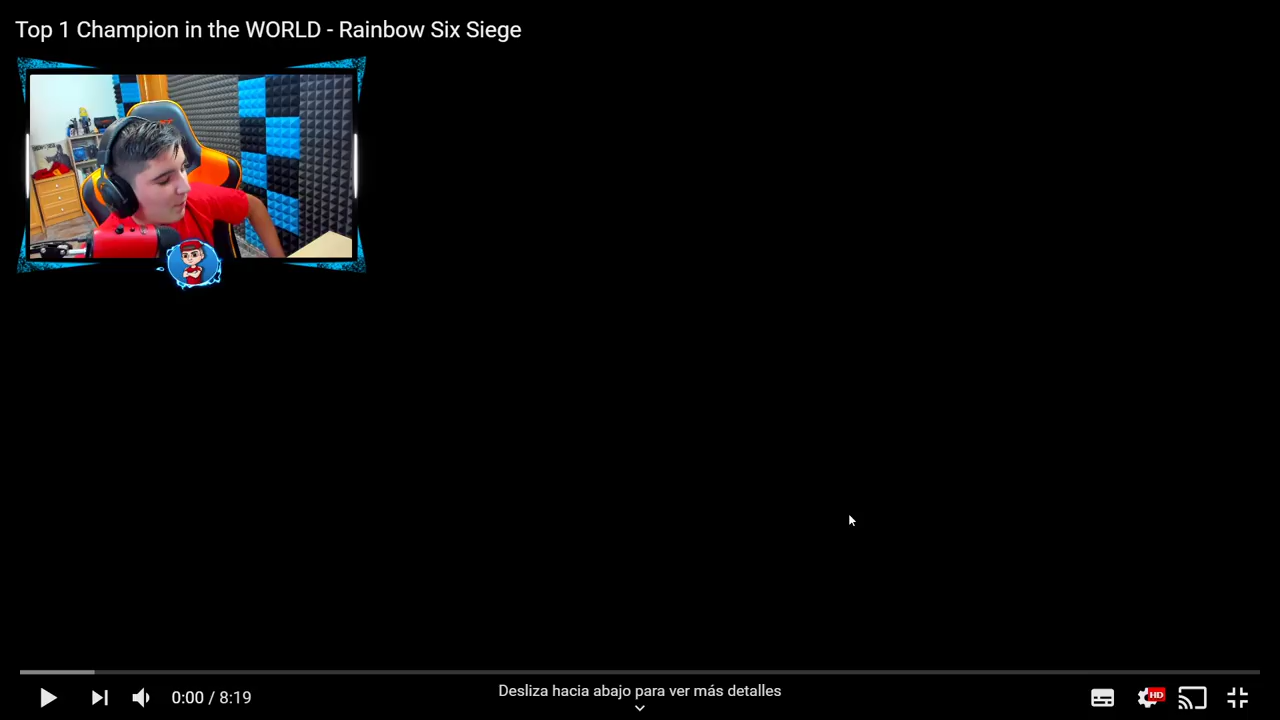 Top 1 Champion in the WORLD - Rainbow Six Siege
0:00 / 8:19
Desliza hacia abajo para ver más detalles
HD